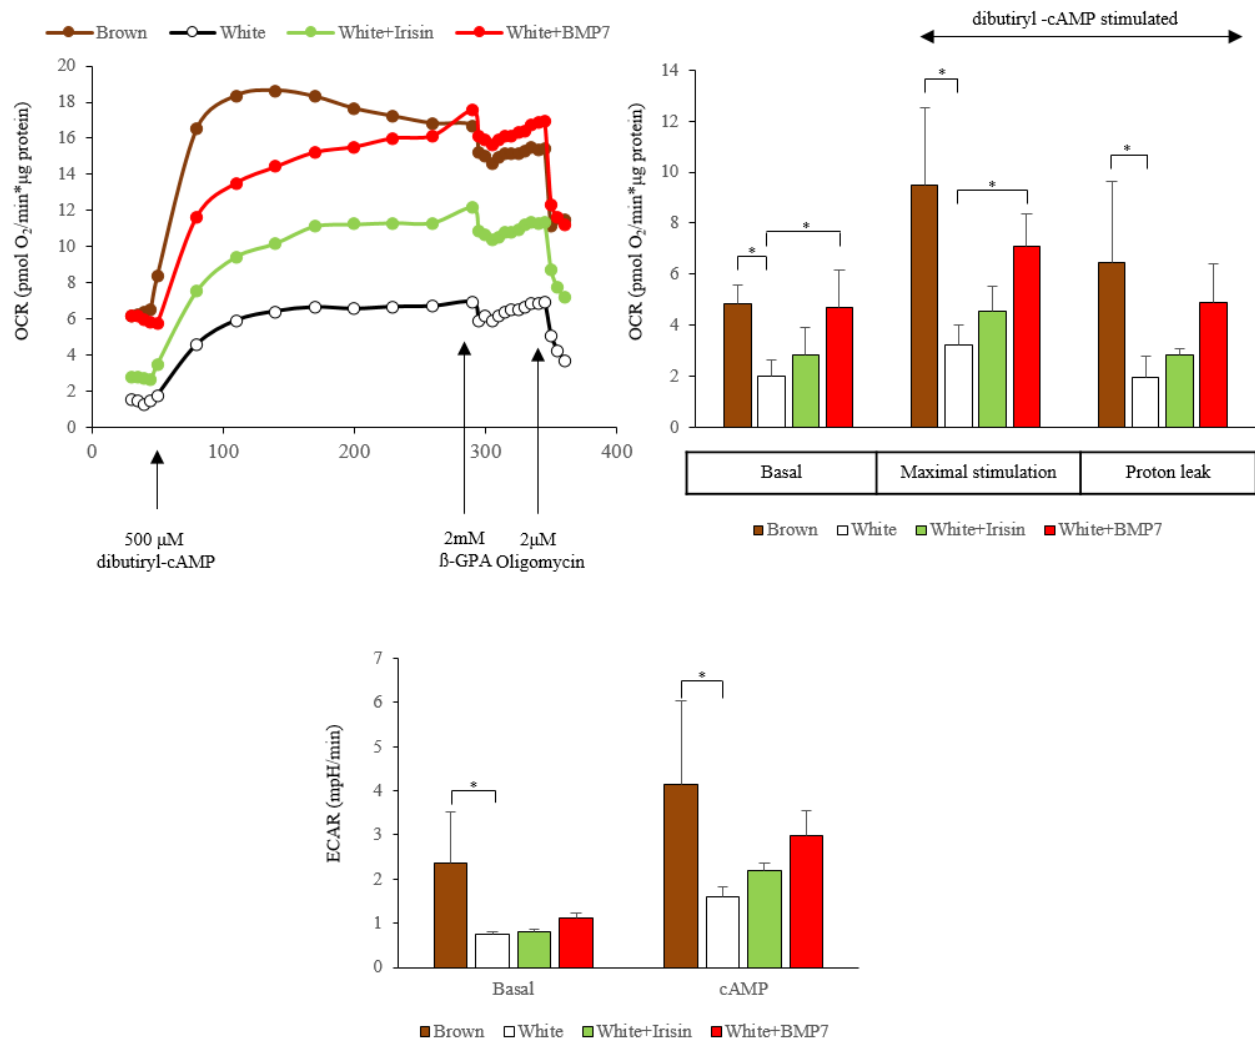 Brown White White+Irisin White+BMP7
OCR (pmol O₂/min*µg protein)
20
18
16
14
12
10
8
6
4
2
0
0 100 200 300 400
500 µM
dibutiryl-cAMP
2mM
ß-GPA
2µM
Oligomycin
dibutiryl -cAMP stimulated
OCR (pmol O₂/min*µg protein)
14
12
10
8
6
4
2
0
* * * * * *
Basal Maximal stimulation Proton leak
Brown White White+Irisin White+BMP7
ECAR (mpH/min)
7
6
5
4
3
2
1
0
* *
Basal cAMP
Brown White White+Irisin White+BMP7